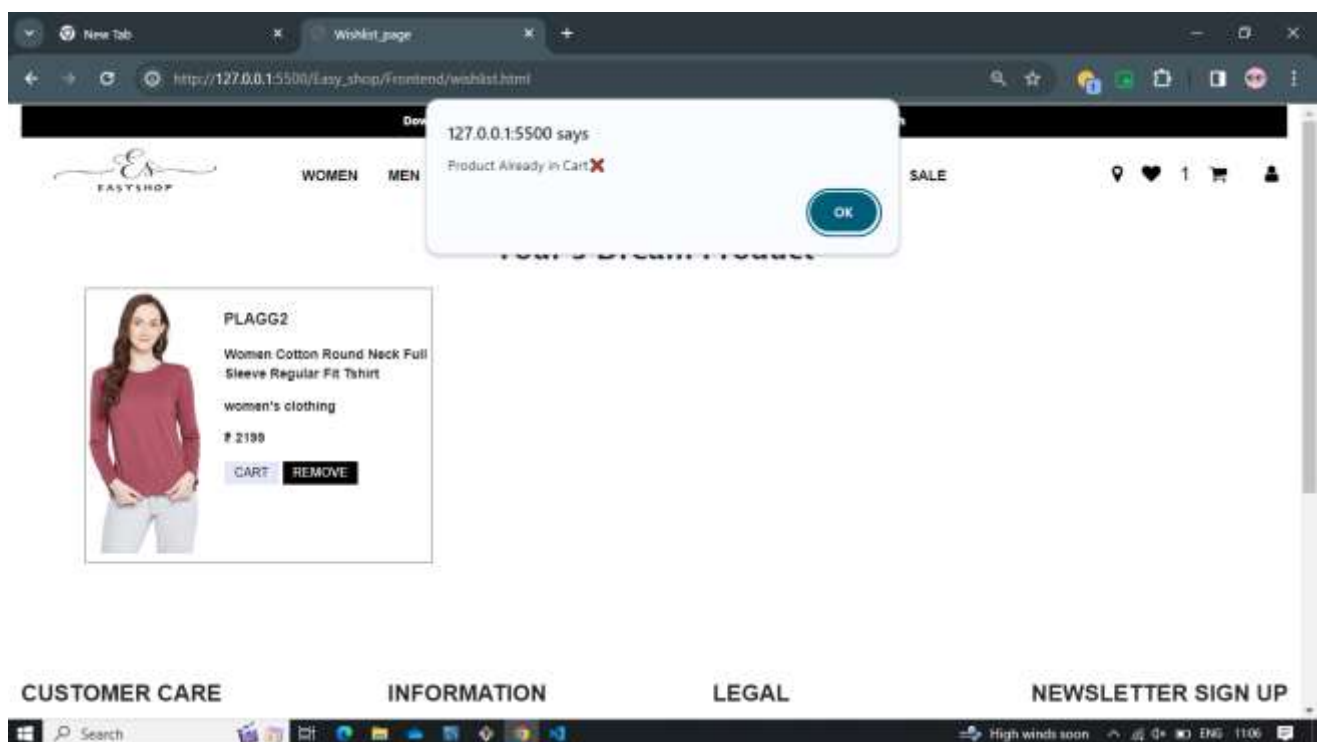 New Tab
Wishlist_page
http://127.0.0.1:5500/Easy_shop/Frontend/wishlist.html
Dow
127.0.0.1:5500 says
Product Already in Cart❌
OK
ES
EASYSHOP
WOMEN MEN SALE 1
PLAGG2
Women Cotton Round Neck Full
Sleeve Regular Fit Tshirt
women's clothing
₹ 2199
CART REMOVE
CUSTOMER CARE INFORMATION LEGAL NEWSLETTER SIGN UP
Search High winds soon ENG 11:06